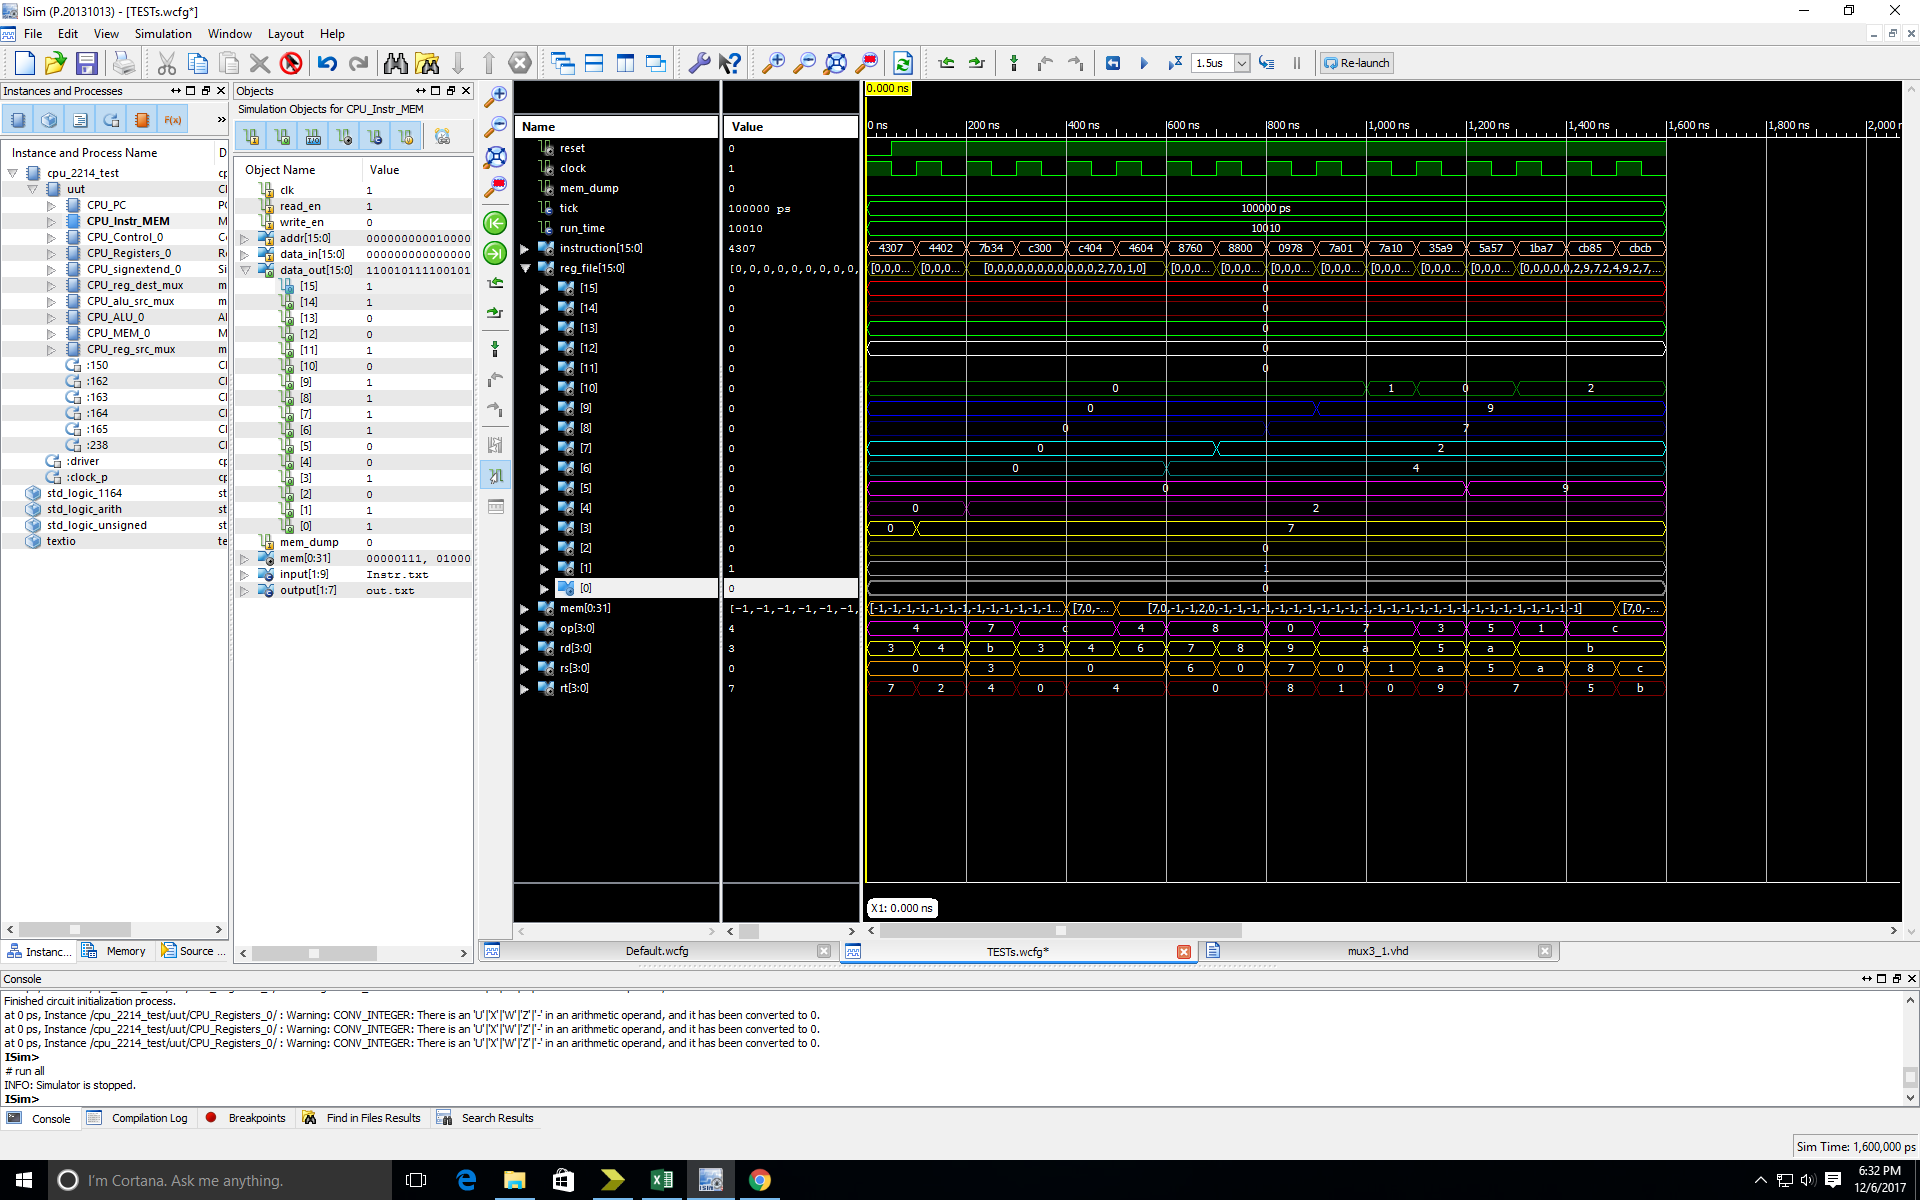 ISim (P.20131013) - [TESTs.wcfg*]
File Edit View Simulation Window Layout Help
1.5us Re-launch
Instances and Processes
Instance and Process Name D
cpu_2214_test
uut
CPU_PC
CPU_Instr_MEM
CPU_Control_0
CPU_Registers_0
CPU_signextend_0
CPU_reg_dest_mux
CPU_alu_src_mux
CPU_ALU_0
CPU_MEM_0
CPU_reg_src_mux
:150
:162
:163
:164
:165
:238
:driver
:clock_p
std_logic_1164
std_logic_arith
std_logic_unsigned
textio
Instanc... Memory Source ...
Objects
Simulation Objects for CPU_Instr_MEM
Object Name Value
clk 1
read_en 1
write_en 0
addr[15:0] 000000000010000
data_in[15:0] 000000000000000
data_out[15:0] 110010111100101
[15] 1
[14] 1
[13] 0
[12] 0
[11] 1
[10] 0
[9] 1
[8] 1
[7] 1
[6] 1
[5] 0
[4] 0
[3] 1
[2] 0
[1] 1
[0] 1
mem_dump 0
mem[0:31] 00000111, 01000
input[1:9] Instr.txt
output[1:7] out.txt
0.000 ns
Name Value 0 ns 200 ns 400 ns 600 ns 800 ns 1,000 ns 1,200 ns 1,400 ns 1,600 ns 1,800 ns 2,000 n
reset 0
clock 1
mem_dump 0
tick 100000 ps 100000 ps
run_time 10010 10010
instruction[15:0] 4307 4307 4402 7b34 c300 c404 4604 8760 8800 0978 7a01 7a10 35a9 5a57 1ba7 cb85 cbcb
reg_file[15:0] [0,0,0,0,0,0,0,0,0, [0,0,0... [0,0,0... [0,0,0,0,0,0,0,0,0,0,0,2,7,0,1,0] [0,0,0... [0,0,0... [0,0,0... [0,0,0... [0,0,0... [0,0,0... [0,0,0... [0,0,0,0,0,2,9,7,2,4,9,2,7,...
[15] 0 0
[14] 0 0
[13] 0 0
[12] 0 0
[11] 0 0
[10] 0 0 1 0 2
[9] 0 0 9
[8] 0 0 7
[7] 0 0 2
[6] 0 0 4
[5] 0 0 9
[4] 0 0 2
[3] 0 0 7
[2] 0 0
[1] 1 1
[0] 0 0
mem[0:31] [-1,-1,-1,-1,-1,-1, [-1,-1,-1,-1,-1,-1,-1,-1,-1,-1,-1,-1... [7,0,-... [7,0,-1,-1,2,0,-1,-1,-1,-1,-1,-1,-1,-1,-1,-1,-1,-1,-1,-1,-1,-1,-1,-1,-1,-1,-1,-1,-1,-1,-1,-1] [7,0,-...
op[3:0] 4 4 7 c 4 8 0 7 3 5 1 c
rd[3:0] 3 3 4 b 3 4 6 7 8 9 a 5 a b
rs[3:0] 0 0 3 0 6 0 7 0 1 a 5 a 8 c
rt[3:0] 7 7 2 4 0 4 0 8 1 0 9 7 5 b
X1: 0.000 ns
Default.wcfg TESTs.wcfg* mux3_1.vhd
Console
Finished circuit initialization process.
at 0 ps, Instance /cpu_2214_test/uut/CPU_Registers_0/ : Warning: CONV_INTEGER: There is an 'U'|'X'|'W'|'Z'|'-' in an arithmetic operand, and it has been converted to 0.
at 0 ps, Instance /cpu_2214_test/uut/CPU_Registers_0/ : Warning: CONV_INTEGER: There is an 'U'|'X'|'W'|'Z'|'-' in an arithmetic operand, and it has been converted to 0.
at 0 ps, Instance /cpu_2214_test/uut/CPU_Registers_0/ : Warning: CONV_INTEGER: There is an 'U'|'X'|'W'|'Z'|'-' in an arithmetic operand, and it has been converted to 0.
ISim>
# run all
INFO: Simulator is stopped.
ISim>
Console Compilation Log Breakpoints Find in Files Results Search Results
Sim Time: 1,600,000 ps
I'm Cortana. Ask me anything.
6:32 PM
12/6/2017